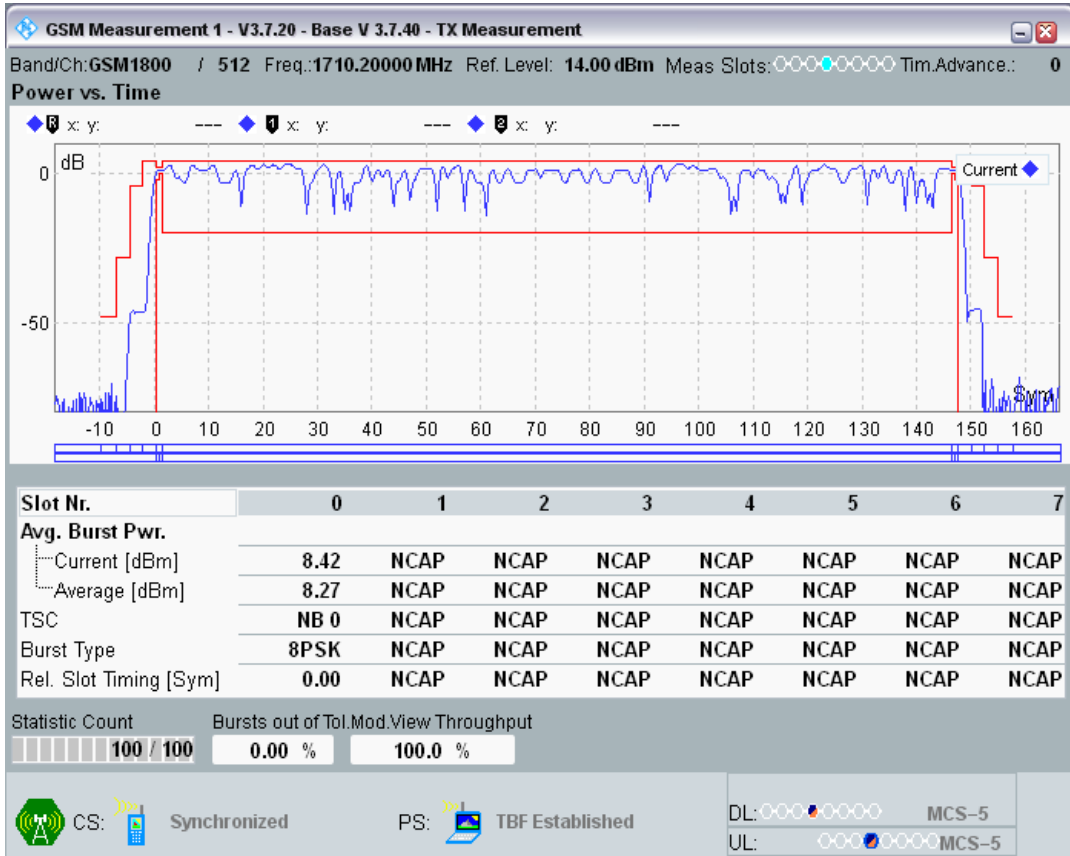 GSM Measurement 1 - V3.7.20 - Base V 3.7.40 - TX Measurement
Band/Ch:GSM1800 / 512 Freq.:1710.20000 MHz Ref. Level: 14.00 dBm Meas Slots: Tim.Advance.: 0
Power vs. Time
R x: y: --- 1 x: y: --- 2 x: y: ---
dB
Current
0
-50
Sym
-10 0 10 20 30 40 50 60 70 80 90 100 110 120 130 140 150 160
Slot Nr. 0 1 2 3 4 5 6 7
Avg. Burst Pwr.
Current [dBm] 8.42 NCAP NCAP NCAP NCAP NCAP NCAP NCAP
Average [dBm] 8.27 NCAP NCAP NCAP NCAP NCAP NCAP NCAP
TSC NB 0 NCAP NCAP NCAP NCAP NCAP NCAP NCAP
Burst Type 8PSK NCAP NCAP NCAP NCAP NCAP NCAP NCAP
Rel. Slot Timing [Sym] 0.00 NCAP NCAP NCAP NCAP NCAP NCAP NCAP
Statistic Count Bursts out of Tol.Mod.View Throughput
100 / 100 0.00 % 100.0 %
CS: Synchronized PS: TBF Established
DL: MCS-5
UL: MCS-5